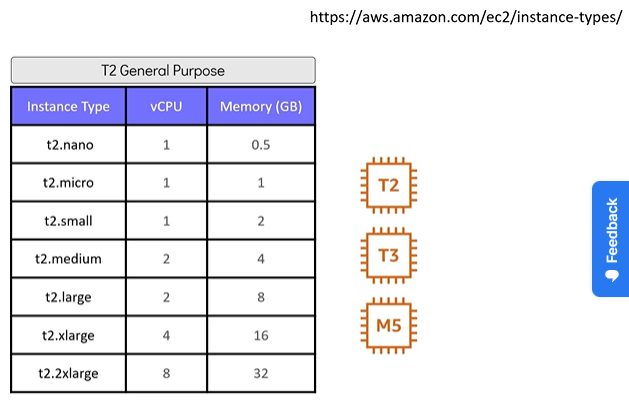 https://aws.amazon.com/ec2/instance-types/
T2 General Purpose
Instance Type vCPU Memory (GB)
t2.nano 1 0.5
t2.micro 1 1
t2.small 1 2
t2.medium 2 4
t2.large 2 8
t2.xlarge 4 16
t2.2xlarge 8 32
T2
T3
M5
Feedback